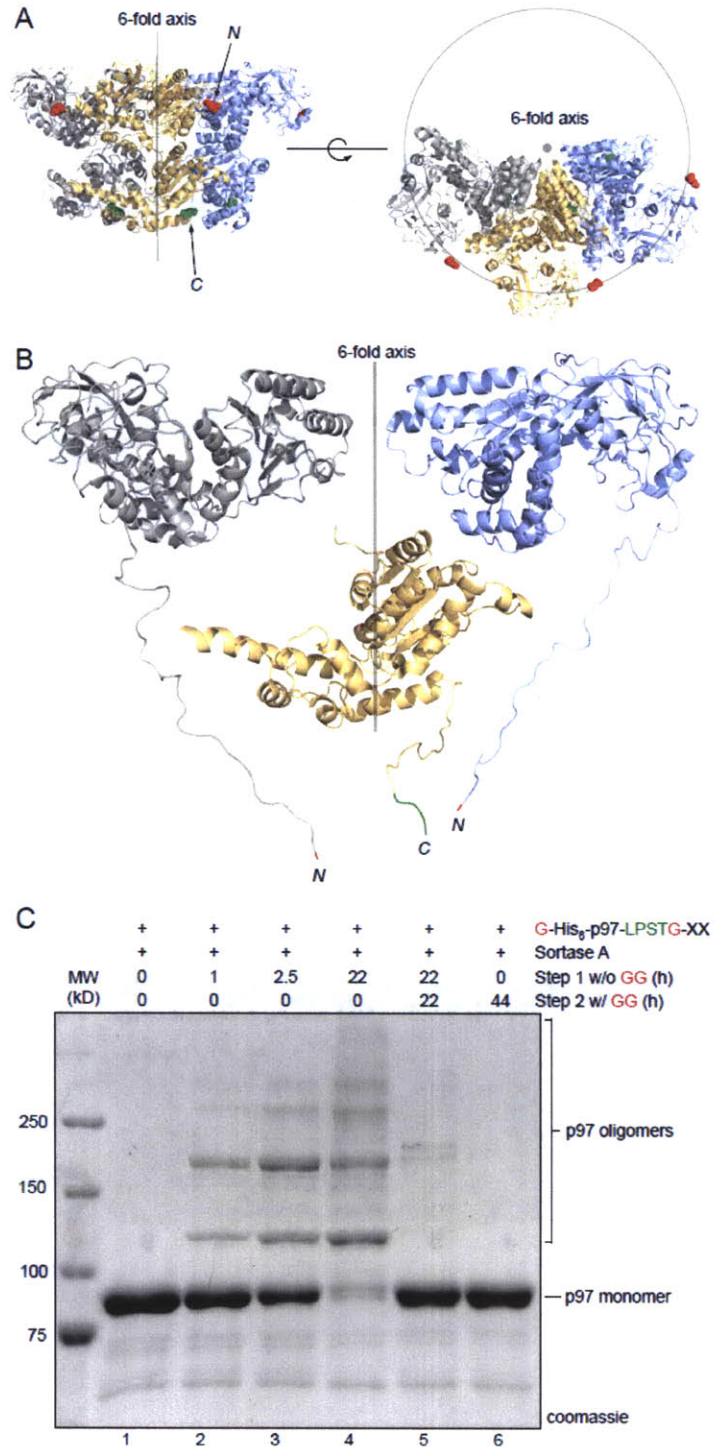 A
6-fold axis
N
C
6-fold axis
B
6-fold axis
N
C
N
C
+ + + + + + G-His6-p97-LPSTG-XX
+ + + + + + Sortase A
MW 0 1 2.5 22 22 0 Step 1 w/o GG (h)
(kD) 0 0 0 0 22 44 Step 2 w/ GG (h)
250
p97 oligomers
150
100
p97 monomer
75
coomassie
1 2 3 4 5 6